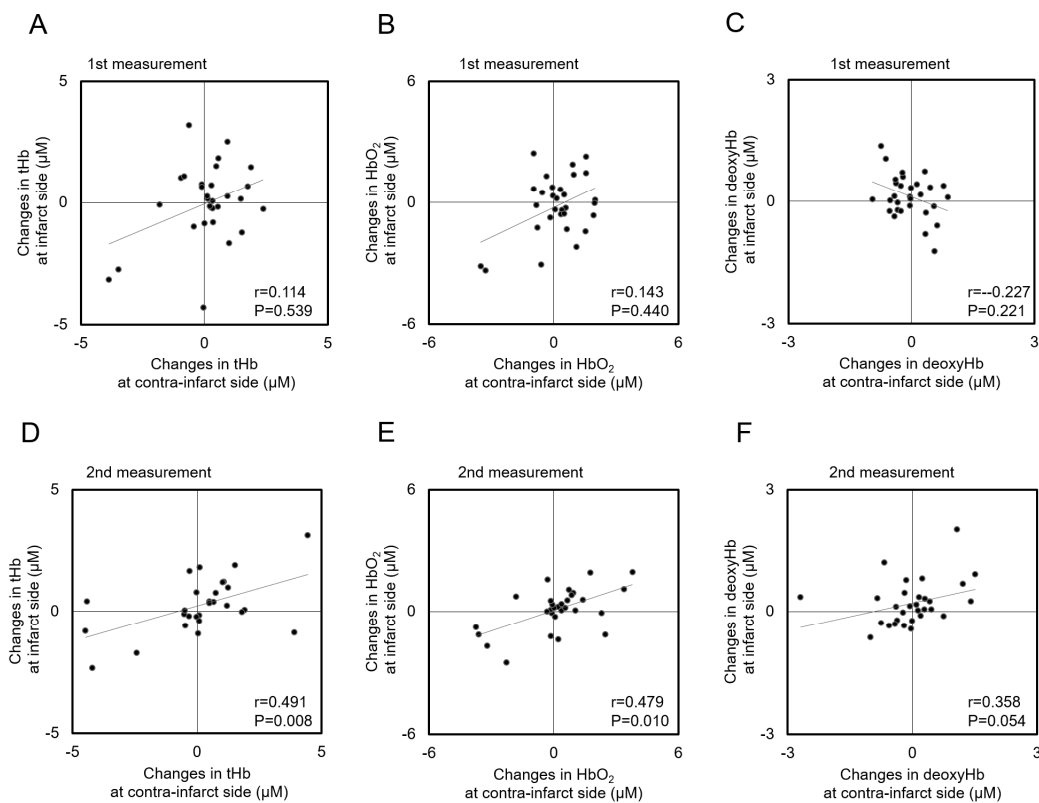 A
1st measurement
5
0
-5
Changes in tHb
at infarct side (µM)
r=0.114
P=0.539
-5
0
5
Changes in tHb
at contra-infarct side (µM)
B
1st measurement
6
0
-6
Changes in HbO2
at infarct side (µM)
r=0.143
P=0.440
-6
0
6
Changes in HbO2
at contra-infarct side (µM)
C
1st measurement
3
0
-3
Changes in deoxyHb
at infarct side (µM)
r=--0.227
P=0.221
-3
0
3
Changes in deoxyHb
at contra-infarct side (µM)
D
2nd measurement
5
0
-5
Changes in tHb
at infarct side (µM)
r=0.491
P=0.008
-5
0
5
Changes in tHb
at contra-infarct side (µM)
E
2nd measurement
6
0
-6
Changes in HbO2
at infarct side (µM)
r=0.479
P=0.010
-6
0
6
Changes in HbO2
at contra-infarct side (µM)
F
2nd measurement
3
0
-3
Changes in deoxyHb
at infarct side (µM)
r=0.358
P=0.054
-3
0
3
Changes in deoxyHb
at contra-infarct side (µM)